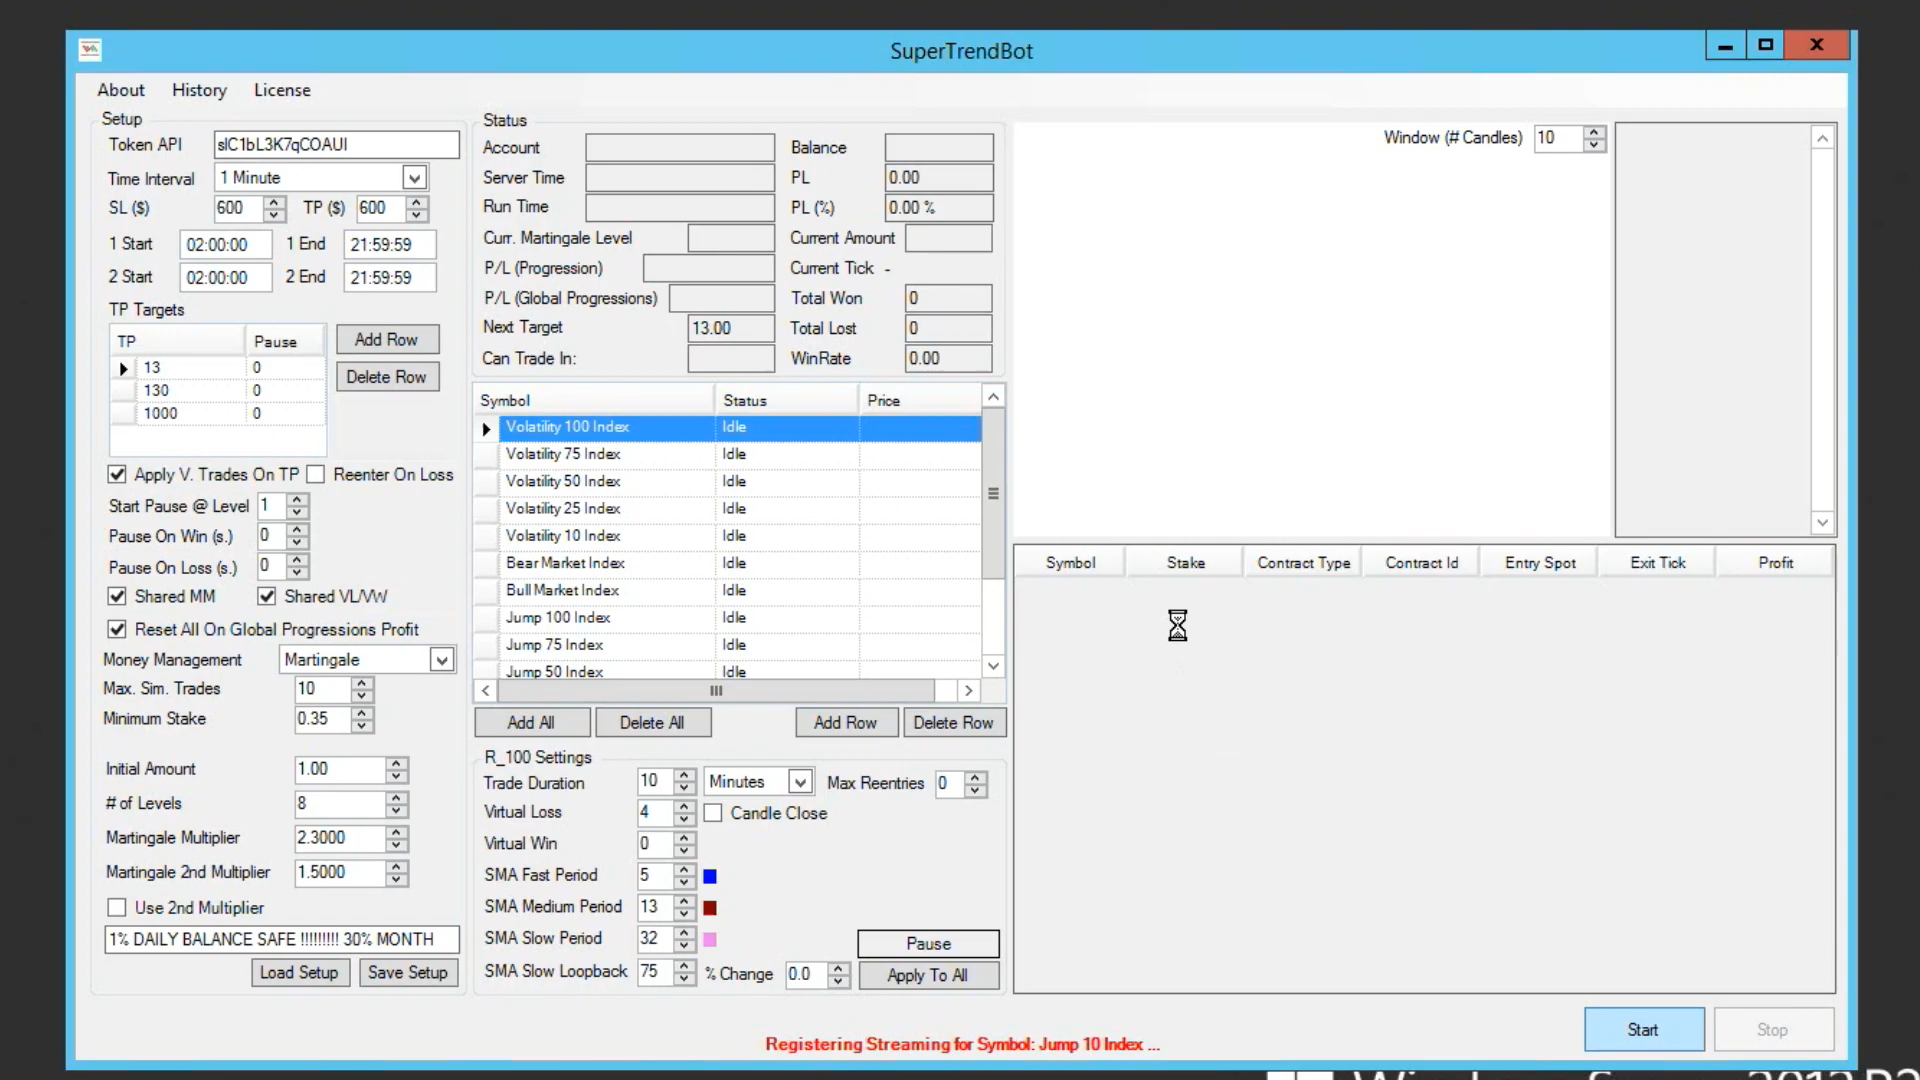 SuperTrendBot
About History License
Setup
Token API slC1bL3K7qCOAUI
Time Interval 1 Minute
SL ($) 600 TP ($) 600
1 Start 02:00:00 1 End 21:59:59
2 Start 02:00:00 2 End 21:59:59
TP Targets
TP Pause
13 0
130 0
1000 0
Add Row
Delete Row
Apply V. Trades On TP Reenter On Loss
Start Pause @ Level 1
Pause On Win (s.) 0
Pause On Loss (s.) 0
Shared MM Shared VL/VW
Reset All On Global Progressions Profit
Money Management Martingale
Max. Sim. Trades 10
Minimum Stake 0.35
Initial Amount 1.00
# of Levels 8
Martingale Multiplier 2.3000
Martingale 2nd Multiplier 1.5000
Use 2nd Multiplier
1% DAILY BALANCE SAFE !!!!!!!!! 30% MONTH
Load Setup Save Setup
Status
Account Balance
Server Time PL 0.00
Run Time PL (%) 0.00 %
Curr. Martingale Level Current Amount
P/L (Progression) Current Tick -
P/L (Global Progressions) Total Won 0
Next Target 13.00 Total Lost 0
Can Trade In: WinRate 0.00
Symbol Status Price
Volatility 100 Index Idle
Volatility 75 Index Idle
Volatility 50 Index Idle
Volatility 25 Index Idle
Volatility 10 Index Idle
Bear Market Index Idle
Bull Market Index Idle
Jump 100 Index Idle
Jump 75 Index Idle
Jump 50 Index Idle
Add All Delete All Add Row Delete Row
R_100 Settings
Trade Duration 10 Minutes Max Reentries 0
Virtual Loss 4 Candle Close
Virtual Win 0
SMA Fast Period 5
SMA Medium Period 13
SMA Slow Period 32 Pause
SMA Slow Loopback 75 % Change 0.0 Apply To All
Window (# Candles) 10
Symbol Stake Contract Type Contract Id Entry Spot Exit Tick Profit
Registering Streaming for Symbol: Jump 10 Index ...
Start Stop